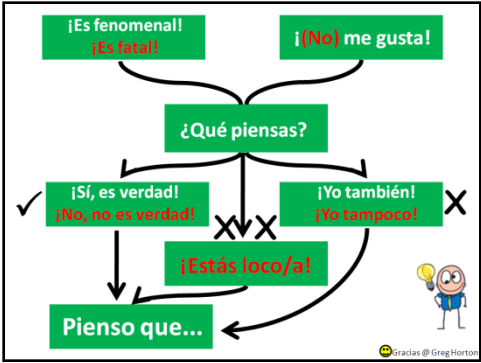 ¡Es fenomenal!
¡Es fatal!
¡(No) me gusta!
¿Qué piensas?
¡Sí, es verdad!
¡No, no es verdad!
¡Yo también!
¡Yo tampoco!
X
X X
¡Estás loco/a!
Pienso que...
Gracias @ Greg Horton